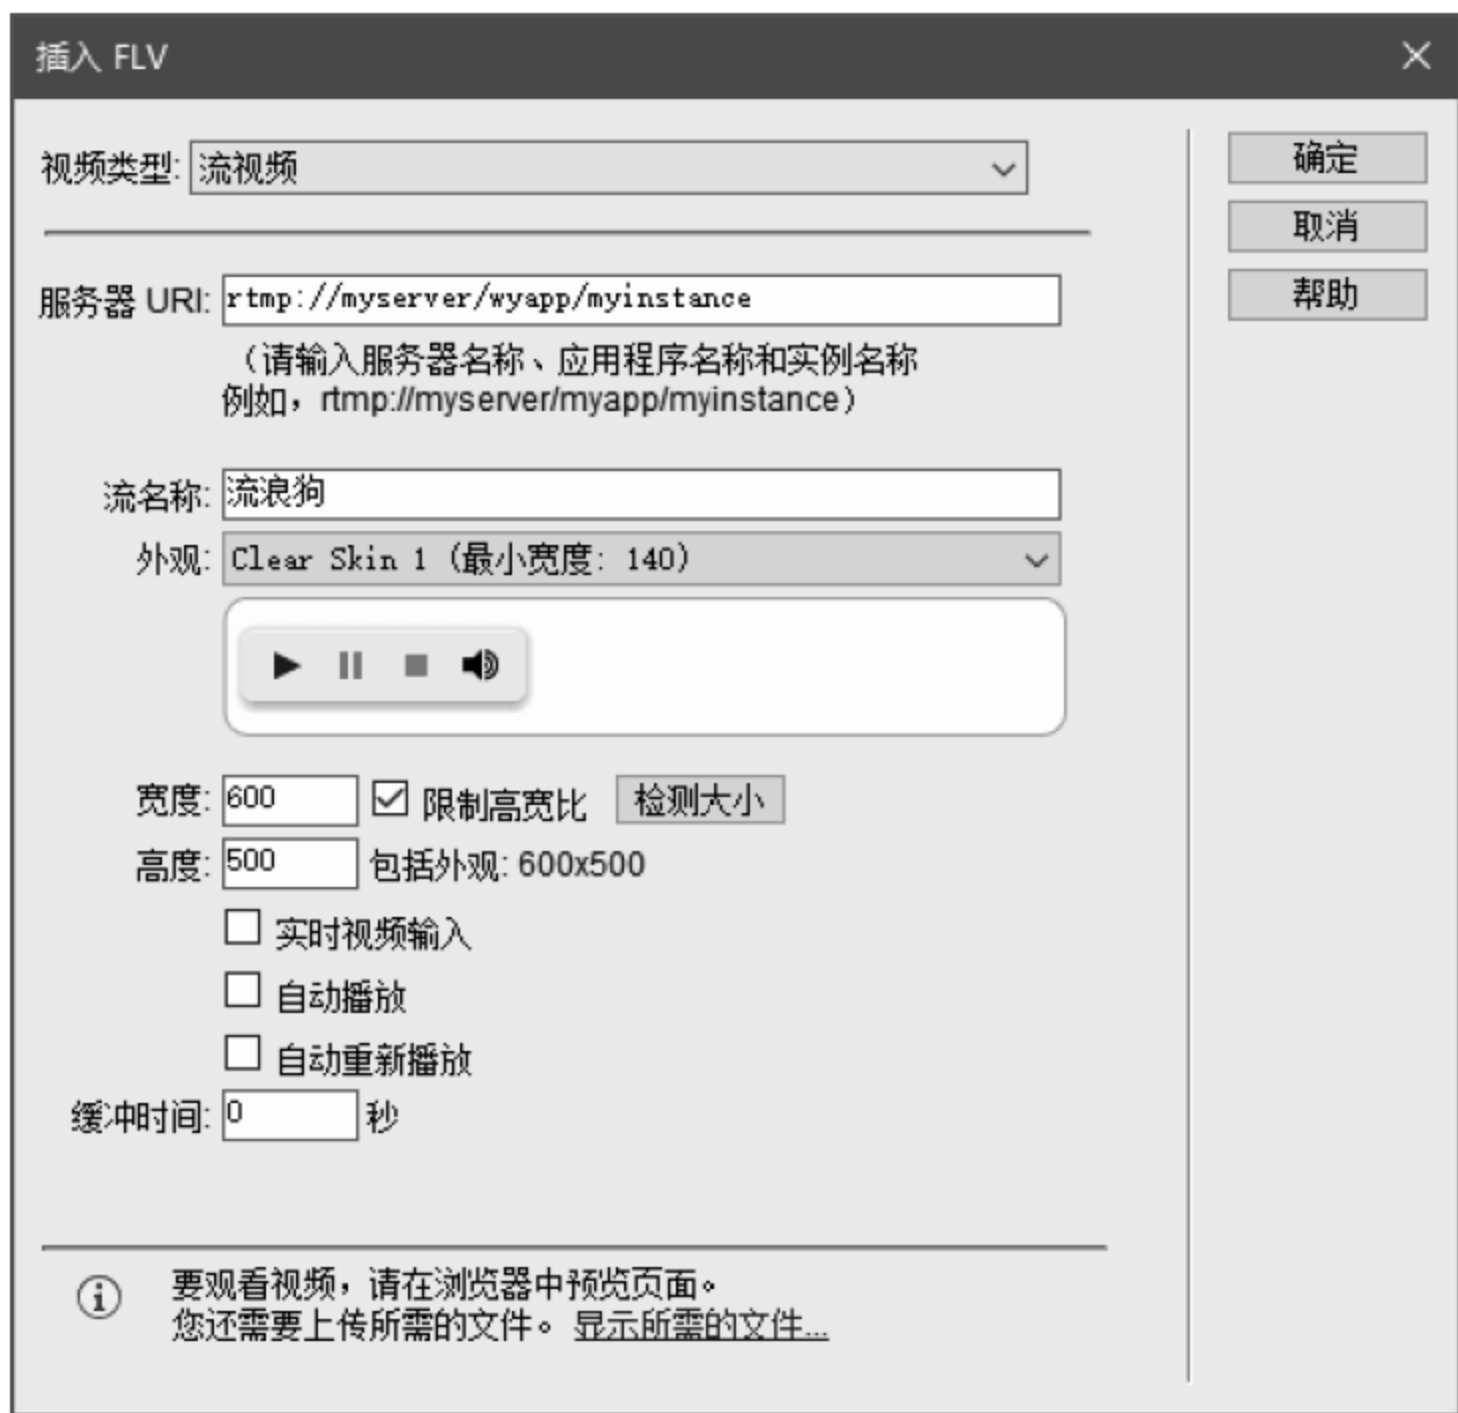 插入 FLV
视频类型: 流视频
确定
取消
服务器 URI: rtmp://myserver/wyapp/myinstance
帮助
（请输入服务器名称、应用程序名称和实例名称
例如，rtmp://myserver/myapp/myinstance）
流名称: 流浪狗
外观: Clear Skin 1 (最小宽度: 140)
宽度: 600 限制高宽比 检测大小
高度: 500 包括外观: 600x500
实时视频输入
自动播放
自动重新播放
缓冲时间: 0 秒
要观看视频，请在浏览器中预览页面。
您还需要上传所需的文件。 显示所需的文件...